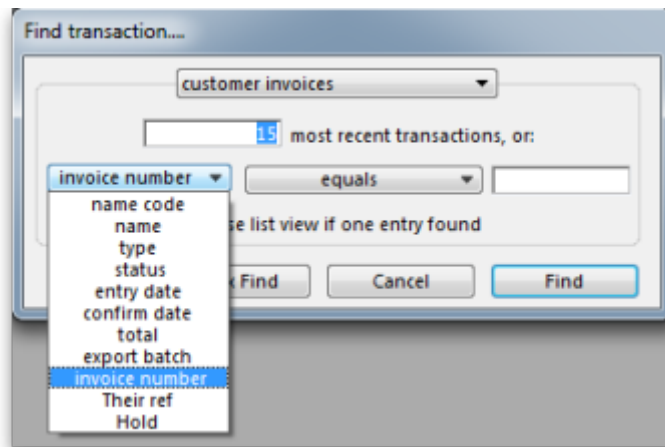 Find transaction....
customer invoices
15 most recent transactions, or:
invoice number equals
name code
name
se list view if one entry found
type
status
entry date
Find Cancel Find
confirm date
total
export batch
invoice number
Their ref
Hold